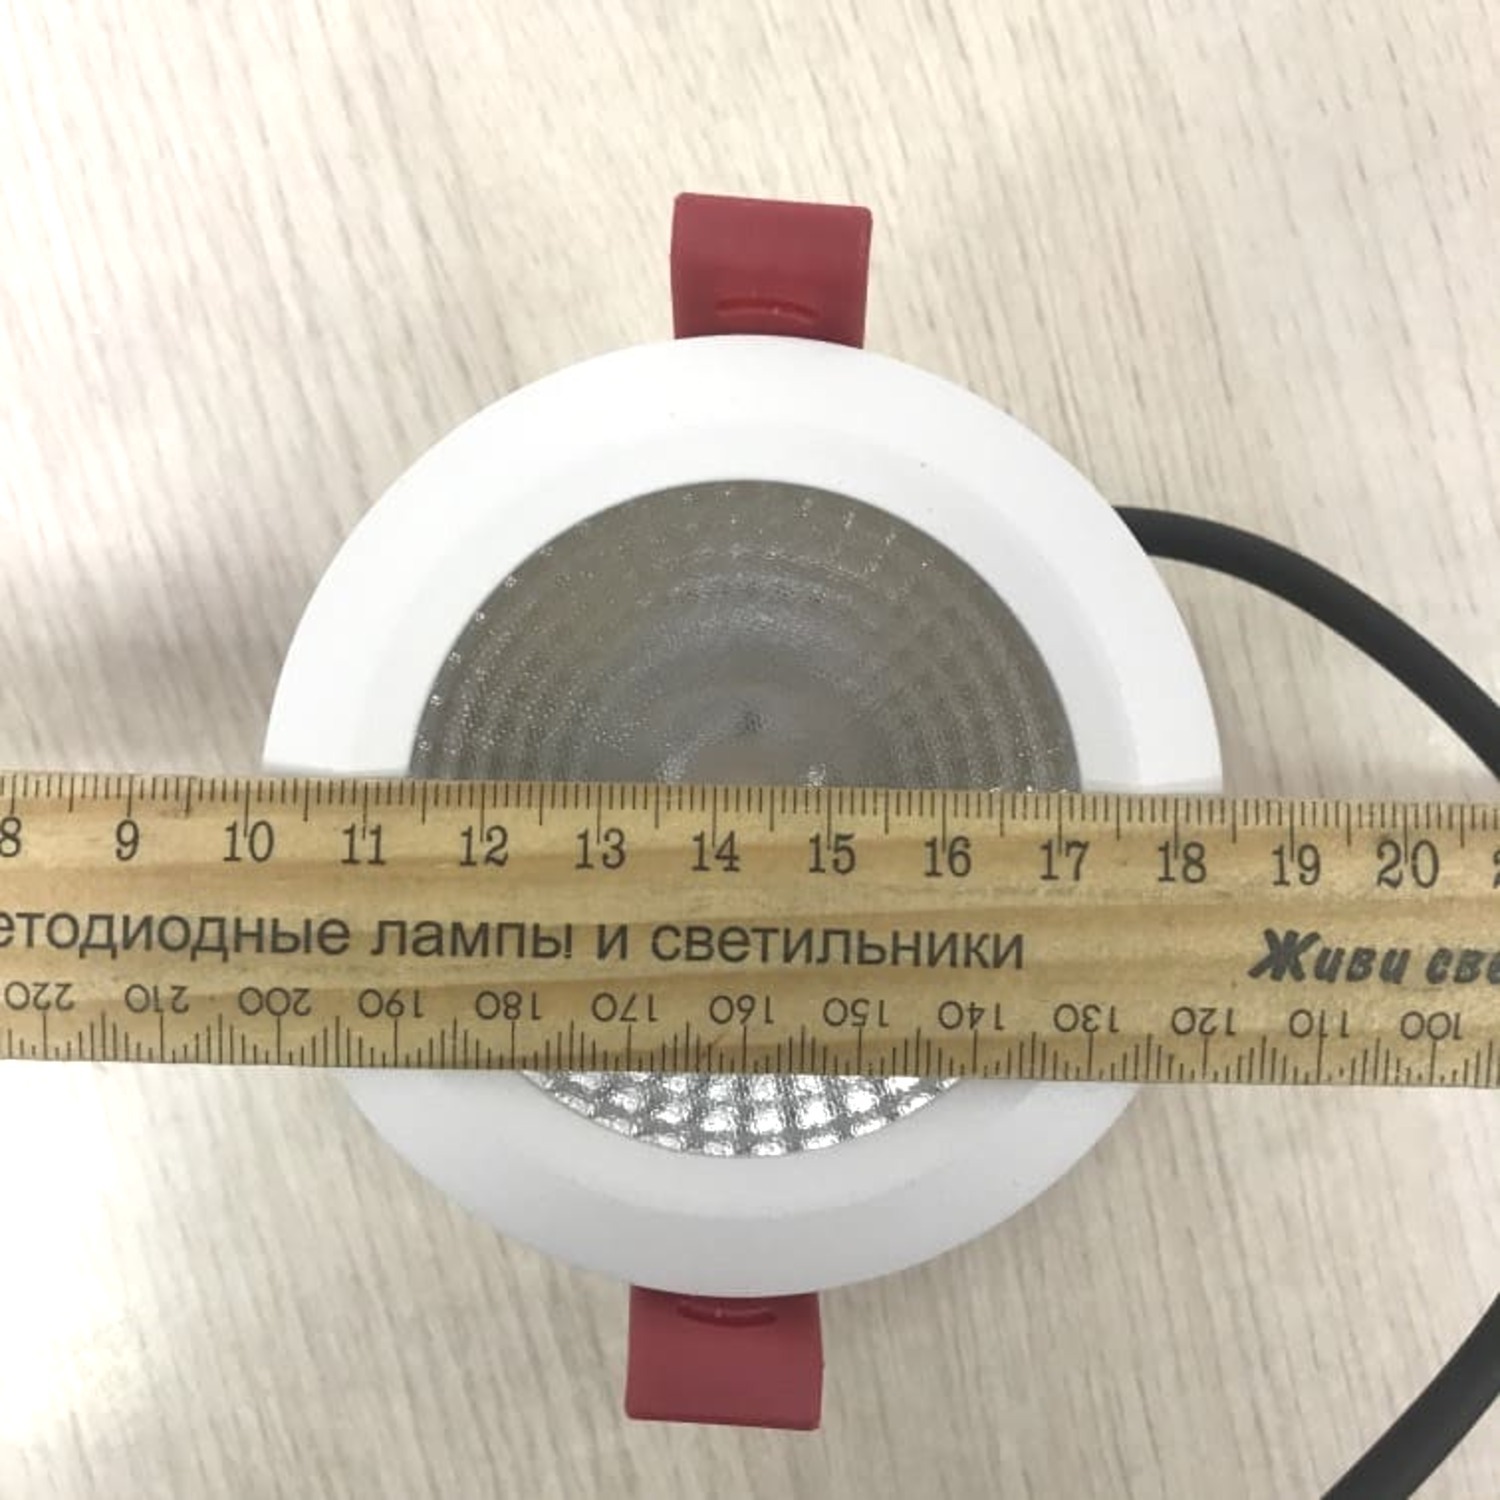 8 9 10 11 12 13 14 15 16 17 18 19 20
етодиодные лампы и светильники Живи све
220 210 200 190 180 170 160 150 140 130 120 110 100